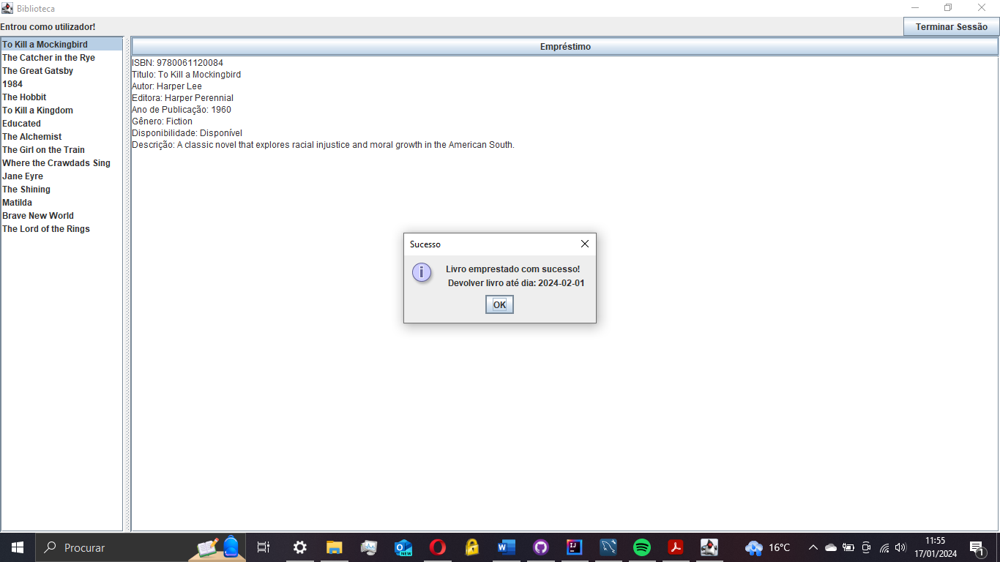 Biblioteca
Entrou como utilizador!
Terminar Sessão
To Kill a Mockingbird
The Catcher in the Rye
The Great Gatsby
1984
The Hobbit
To Kill a Kingdom
Educated
The Alchemist
The Girl on the Train
Where the Crawdads Sing
Jane Eyre
The Shining
Matilda
Brave New World
The Lord of the Rings
Empréstimo
ISBN: 9780061120084
Titulo: To Kill a Mockingbird
Autor: Harper Lee
Editora: Harper Perennial
Ano de Publicação: 1960
Gênero: Fiction
Disponibilidade: Disponível
Descrição: A classic novel that explores racial injustice and moral growth in the American South.
Sucesso
Livro emprestado com sucesso!
Devolver livro até dia: 2024-02-01
OK
Procurar
NEW
W
IJ
16°C
11:55
17/01/2024
1